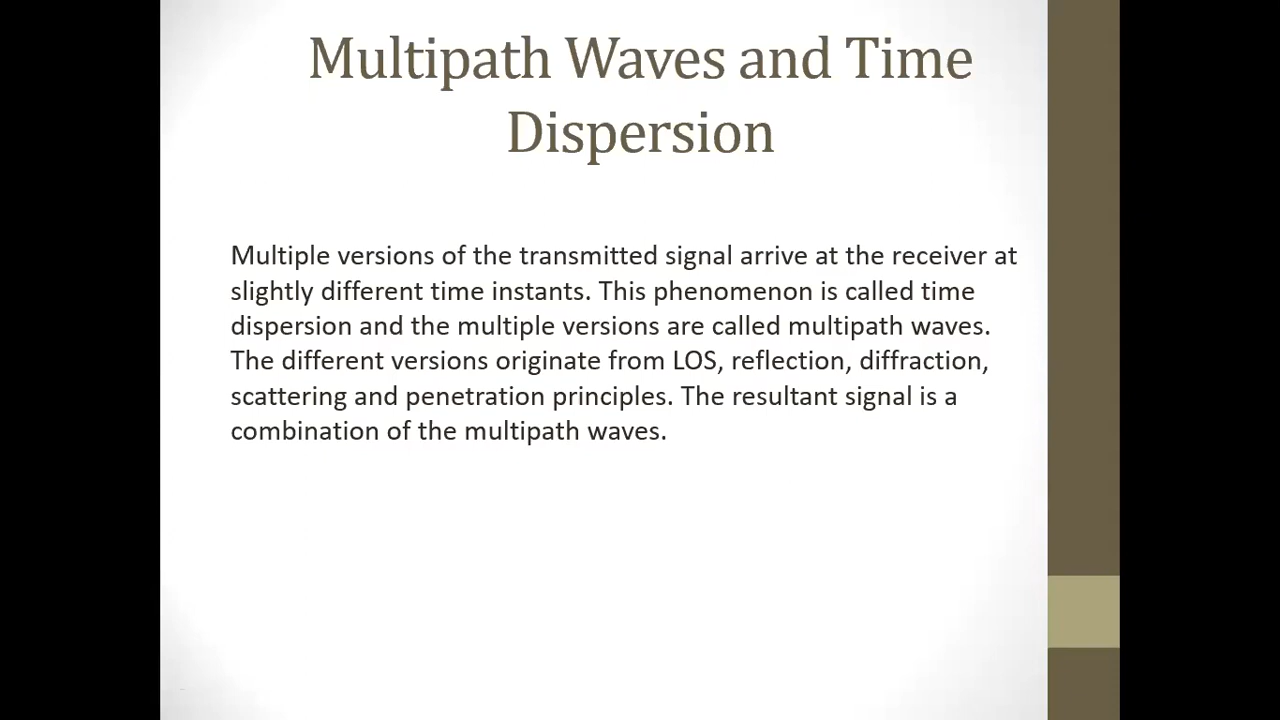 Multipath Waves and Time
Dispersion
Multiple versions of the transmitted signal arrive at the receiver at
slightly different time instants. This phenomenon is called time
dispersion and the multiple versions are called multipath waves.
The different versions originate from LOS, reflection, diffraction,
scattering and penetration principles. The resultant signal is a
combination of the multipath waves.